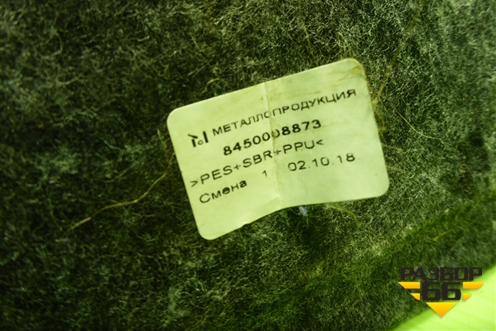 МЕТАЛЛОПРОДУКЦИЯ
8450008873
>PES+SBR+PPU<
Смена 1 02.10.18
РАЗБОР
66